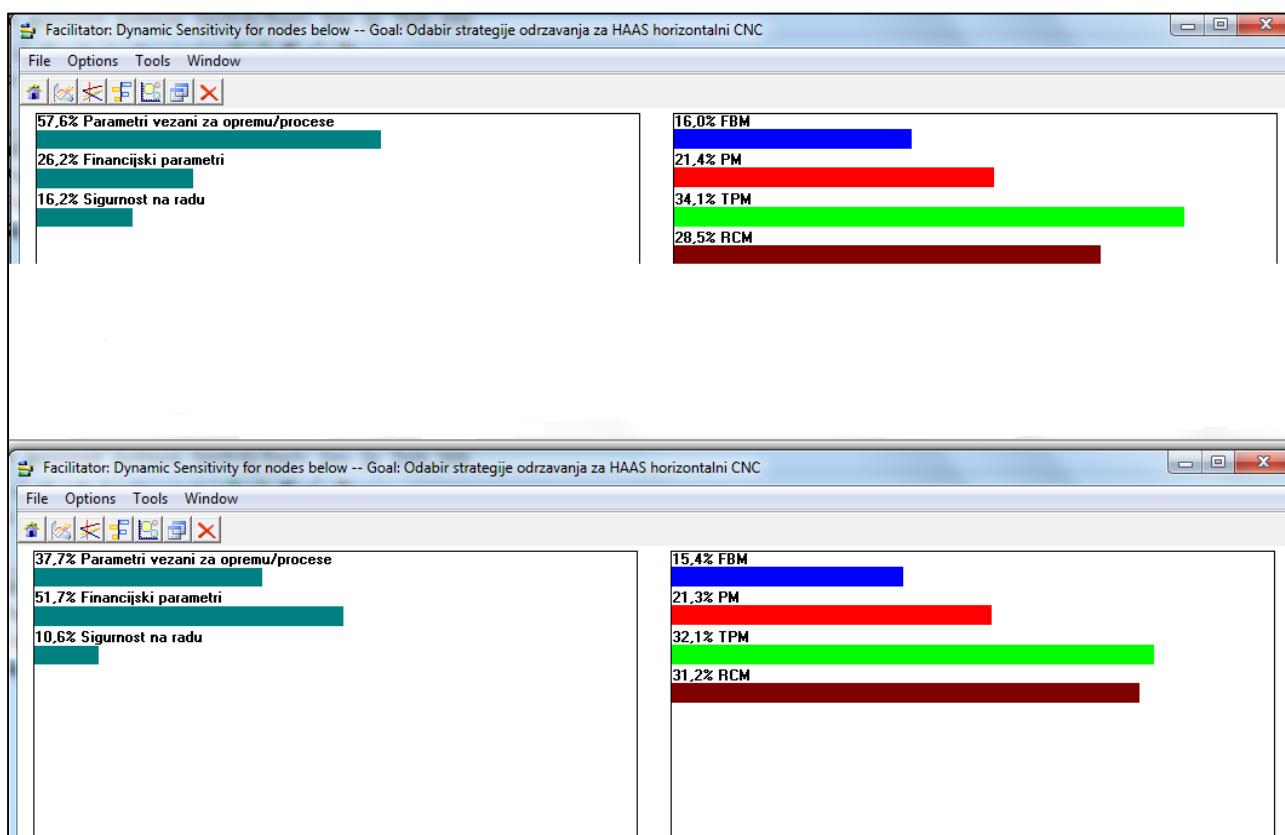 Facilitator: Dynamic Sensitivity for nodes below -- Goal: Odabir strategije odrzavanja za HAAS horizontalni CNC
File Options Tools Window
57,6% Parametri vezani za opremu/procese
26,2% Financijski parametri
16,2% Sigurnost na radu
16,0% FBM
21,4% PM
34,1% TPM
28,5% RCM
Facilitator: Dynamic Sensitivity for nodes below -- Goal: Odabir strategije odrzavanja za HAAS horizontalni CNC
File Options Tools Window
37,7% Parametri vezani za opremu/procese
51,7% Financijski parametri
10,6% Sigurnost na radu
15,4% FBM
21,3% PM
32,1% TPM
31,2% RCM